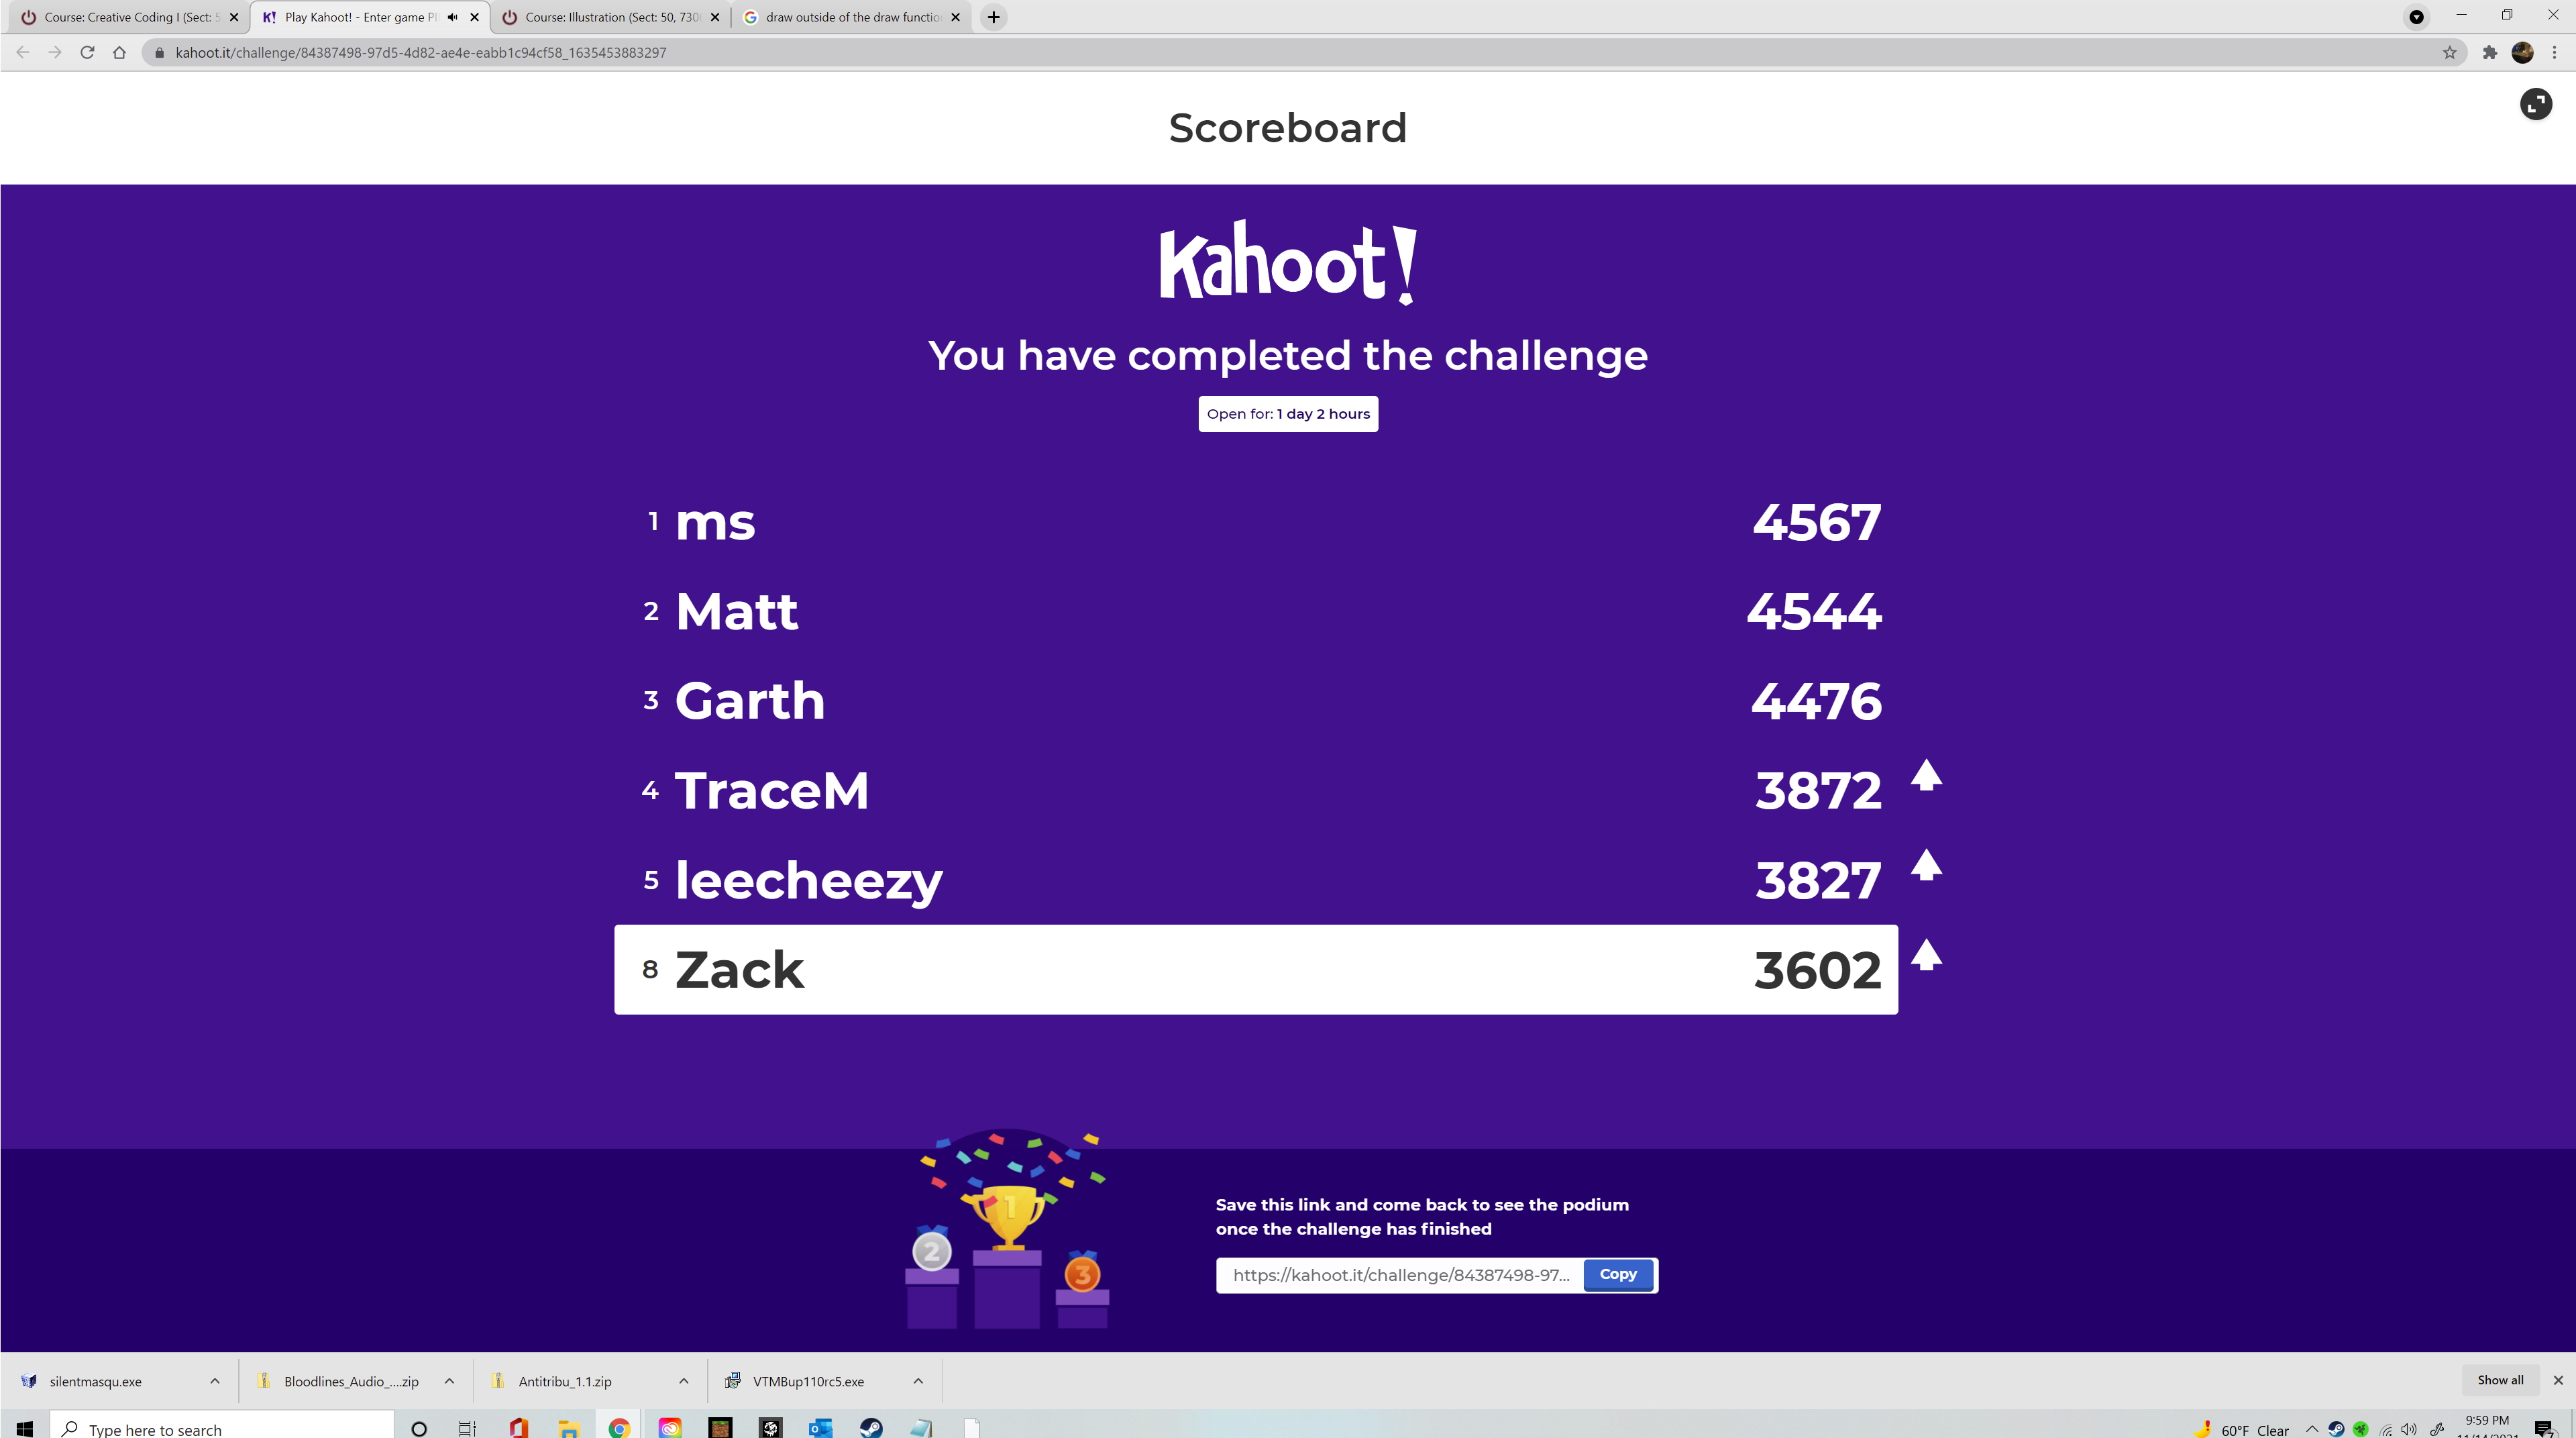 Course: Creative Coding I (Sect: 5
Play Kahoot! - Enter game PI
Course: Illustration (Sect: 50, 730
draw outside of the draw functio
kahoot.it/challenge/84387498-97d5-4d82-ae4e-eabb1c94cf58_1635453883297
Scoreboard
Kahoot!
You have completed the challenge
Open for: 1 day 2 hours
1 ms 4567
2 Matt 4544
3 Garth 4476
4 TraceM 3872
5 leecheezy 3827
8 Zack 3602
1
2
3
Save this link and come back to see the podium
once the challenge has finished
https://kahoot.it/challenge/84387498-97... Copy
silentmasqu.exe
Bloodlines_Audio_....zip
Antitribu_1.1.zip
VTMBup110rc5.exe
Show all
Type here to search
60°F Clear
9:59 PM